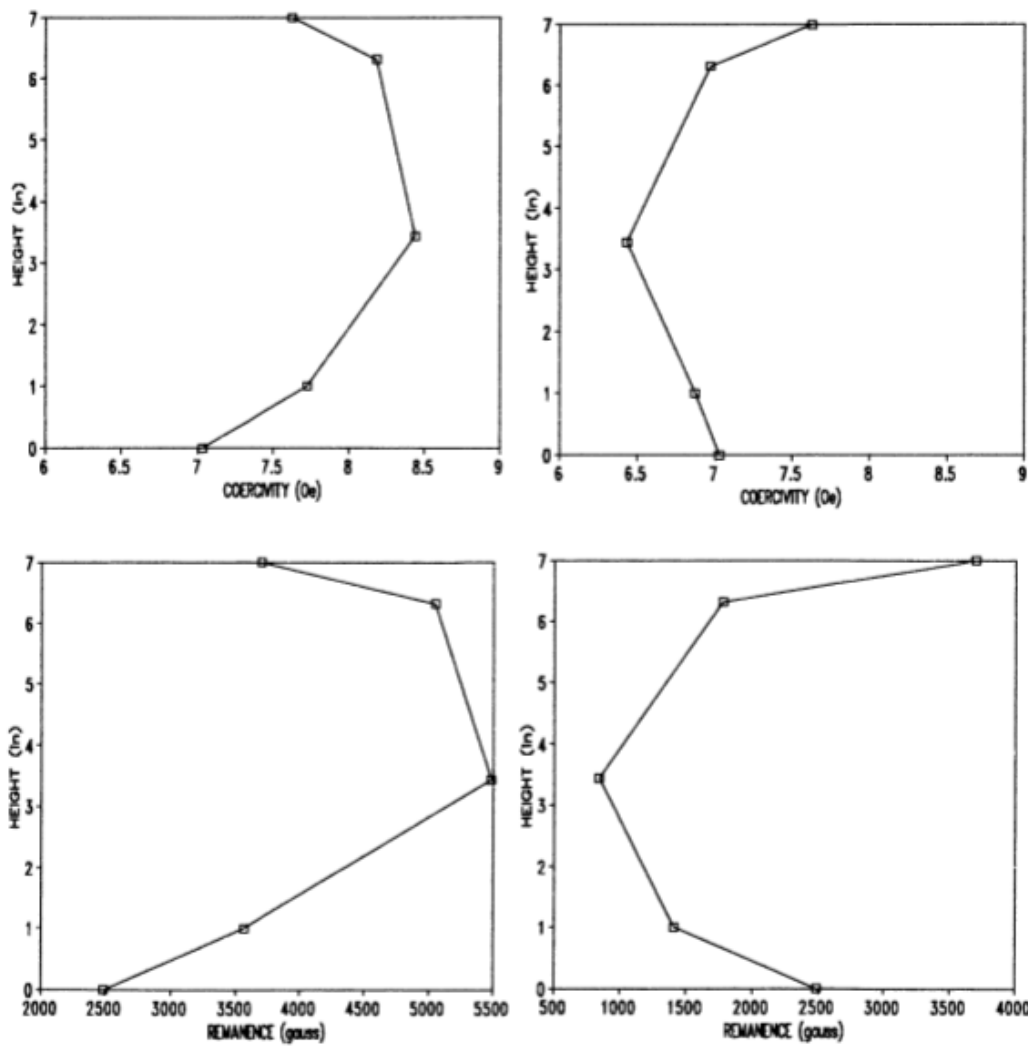 7
6
5
4
3
2
1
0
HEIGHT (in)
6 6.5 7 7.5 8 8.5 9
COERCIVITY (Oe)
7
6
5
4
3
2
1
0
HEIGHT (in)
6 6.5 7 7.5 8 8.5 9
COERCIVITY (Oe)
7
6
5
4
3
2
1
0
HEIGHT (in)
2000 2500 3000 3500 4000 4500 5000 5500
REMANENCE (gauss)
7
6
5
4
3
2
1
0
HEIGHT (in)
500 1000 1500 2000 2500 3000 3500 4000
REMANENCE (gauss)